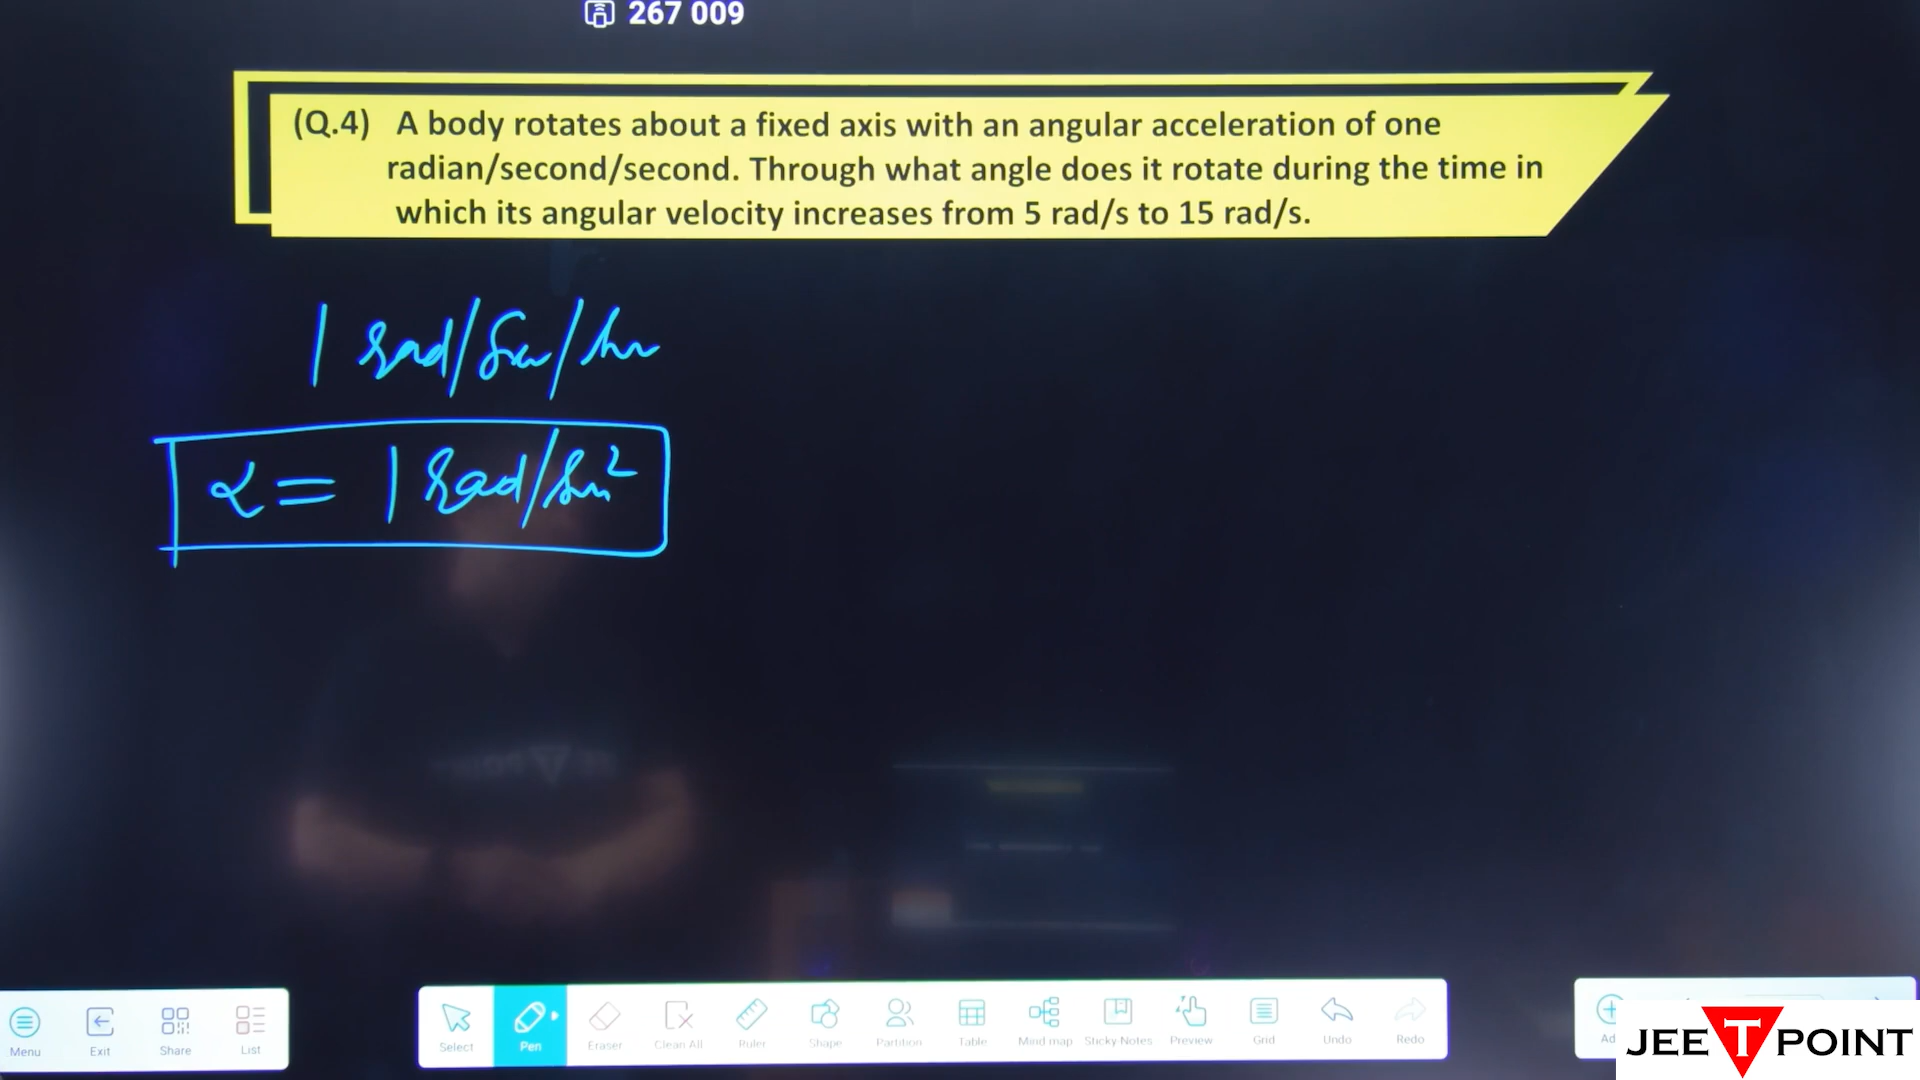 267 009
(Q.4) A body rotates about a fixed axis with an angular acceleration of one
radian/second/second. Through what angle does it rotate during the time in
which its angular velocity increases from 5 rad/s to 15 rad/s.
1 rad/sec/sec
α = 1 rad/sec²
Menu Exit Share List
Select Pen Eraser Clean All Ruler Shape Partition Table Mind map Sticky Notes Preview Grid Undo Redo
JEE T POINT